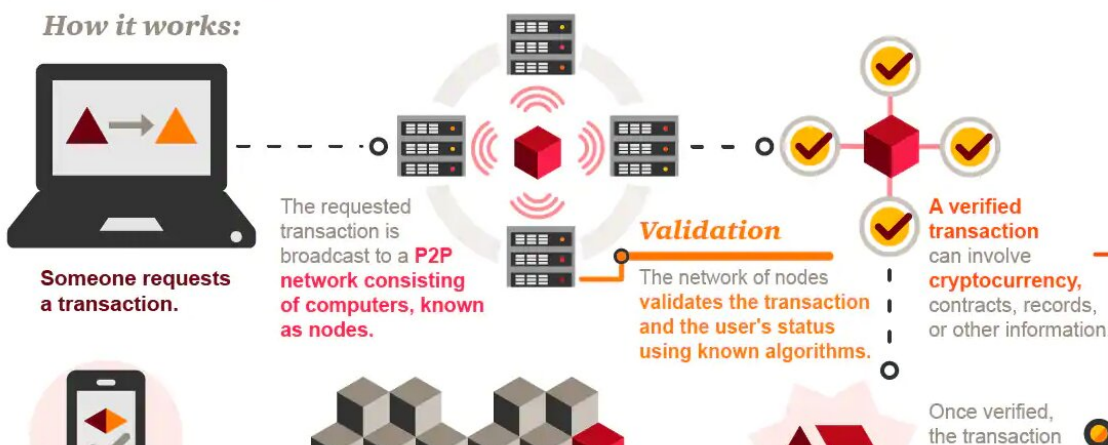 How it works:
Someone requests
a transaction.
The requested
transaction is
broadcast to a P2P
network consisting
of computers, known
as nodes.
Validation
The network of nodes
validates the transaction
and the user's status
using known algorithms.
A verified
transaction
can involve
cryptocurrency,
contracts, records,
or other information
Once verified,
the transaction